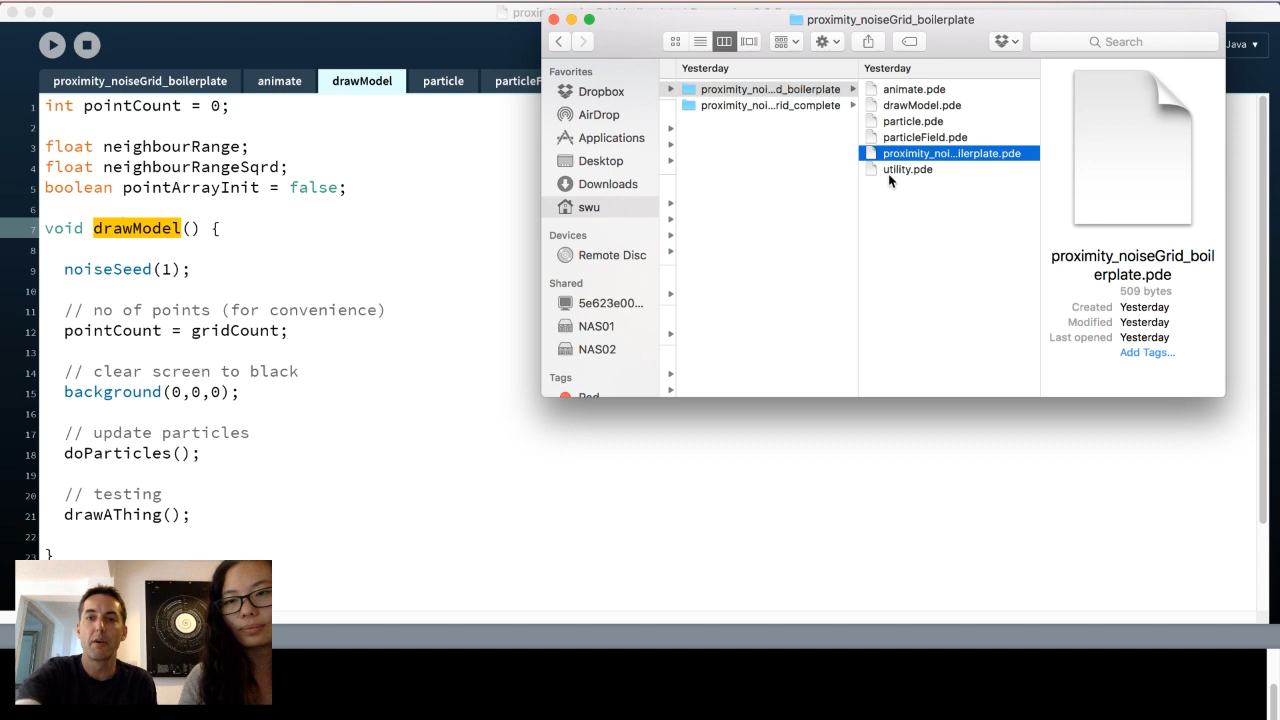 proximity_noiseGrid_boilerplate
Search
Java ▾
proximity_noiseGrid_boilerplate
animate
drawModel
particle
particleF
1 int pointCount = 0;
2
3 float neighbourRange;
4 float neighbourRangeSqrd;
5 boolean pointArrayInit = false;
6
7 void drawModel() {
8
9 noiseSeed(1);
10
11 // no of points (for convenience)
12 pointCount = gridCount;
13
14 // clear screen to black
15 background(0,0,0);
16
17 // update particles
18 doParticles();
19
20 // testing
21 drawAThing();
22
23 }
Favorites
Dropbox
AirDrop
Applications
Desktop
Downloads
swu
Devices
Remote Disc
Shared
5e623e00...
NAS01
NAS02
Tags
Red
Yesterday
proximity_noi...d_boilerplate
proximity_noi...rid_complete
Yesterday
animate.pde
drawModel.pde
particle.pde
particleField.pde
proximity_noi...ilerplate.pde
utility.pde
proximity_noiseGrid_boil
erplate.pde
509 bytes
Created Yesterday
Modified Yesterday
Last opened Yesterday
Add Tags...